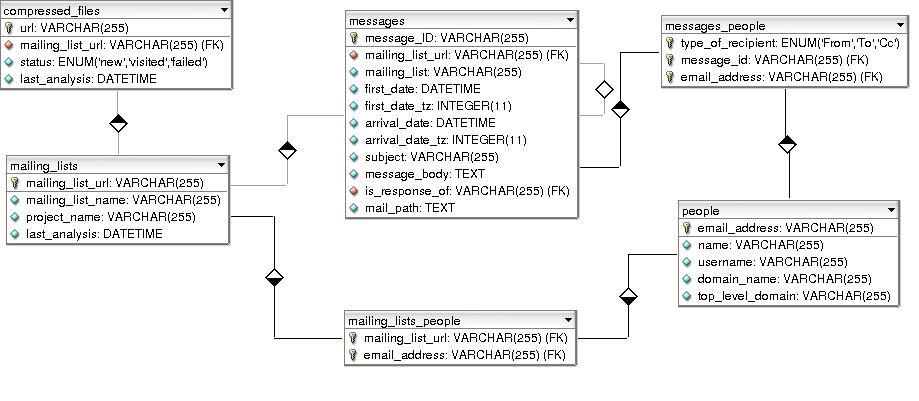 compressed_files
url: VARCHAR(255)
mailing_list_url: VARCHAR(255) (FK)
status: ENUM('new','visited','failed')
last_analysis: DATETIME
messages
message_ID: VARCHAR(255)
mailing_list_url: VARCHAR(255) (FK)
mailing_list: VARCHAR(255)
first_date: DATETIME
first_date_tz: INTEGER(11)
arrival_date: DATETIME
arrival_date_tz: INTEGER(11)
subject: VARCHAR(255)
message_body: TEXT
is_response_of: VARCHAR(255) (FK)
mail_path: TEXT
messages_people
type_of_recipient: ENUM('From','To','Cc')
message_id: VARCHAR(255) (FK)
email_address: VARCHAR(255) (FK)
mailing_lists
mailing_list_url: VARCHAR(255)
mailing_list_name: VARCHAR(255)
project_name: VARCHAR(255)
last_analysis: DATETIME
people
email_address: VARCHAR(255)
name: VARCHAR(255)
username: VARCHAR(255)
domain_name: VARCHAR(255)
top_level_domain: VARCHAR(255)
mailing_lists_people
mailing_list_url: VARCHAR(255) (FK)
email_address: VARCHAR(255) (FK)